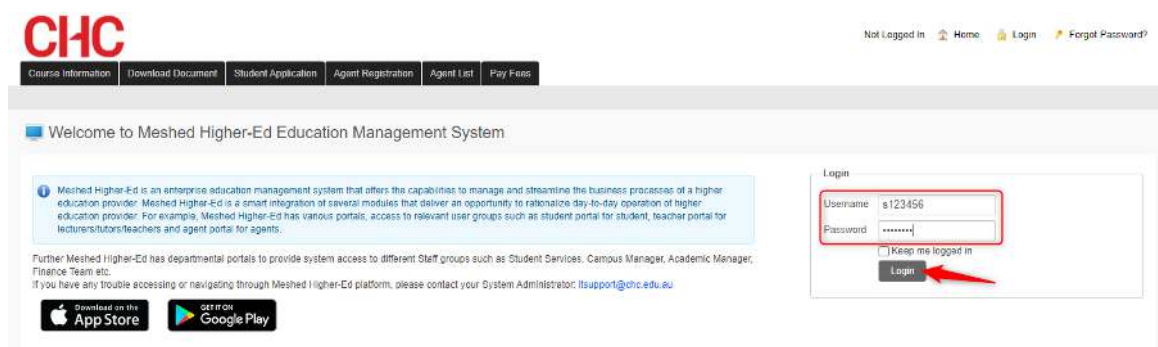 CHC
Not Logged In Home Login Forgot Password?
Course Information Download Document Student Application Agent Registration Agent List Pay Fees
Welcome to Meshed Higher-Ed Education Management System
Meshed Higher-Ed is an enterprise education management system that offers the capabilities to manage and streamline the business processes of a higher
education provider. Meshed Higher-Ed is a smart integration of several modules that deliver an opportunity to rationalize day-to-day operation of higher
education provider. For example, Meshed Higher-Ed has various portals, access to relevant user groups such as student portal for student, teacher portal for
lecturers/tutors/teachers and agent portal for agents.
Further Meshed Higher-Ed has departmental portals to provide system access to different Staff groups such as Student Services, Campus Manager, Academic Manager,
Finance Team etc.
If you have any trouble accessing or navigating through Meshed Higher-Ed platform, please contact your System Administrator: itsupport@chc.edu.au
Download on the
App Store
GET IT ON
Google Play
Login
Username s123456
Password ••••••••
Keep me logged in
Login